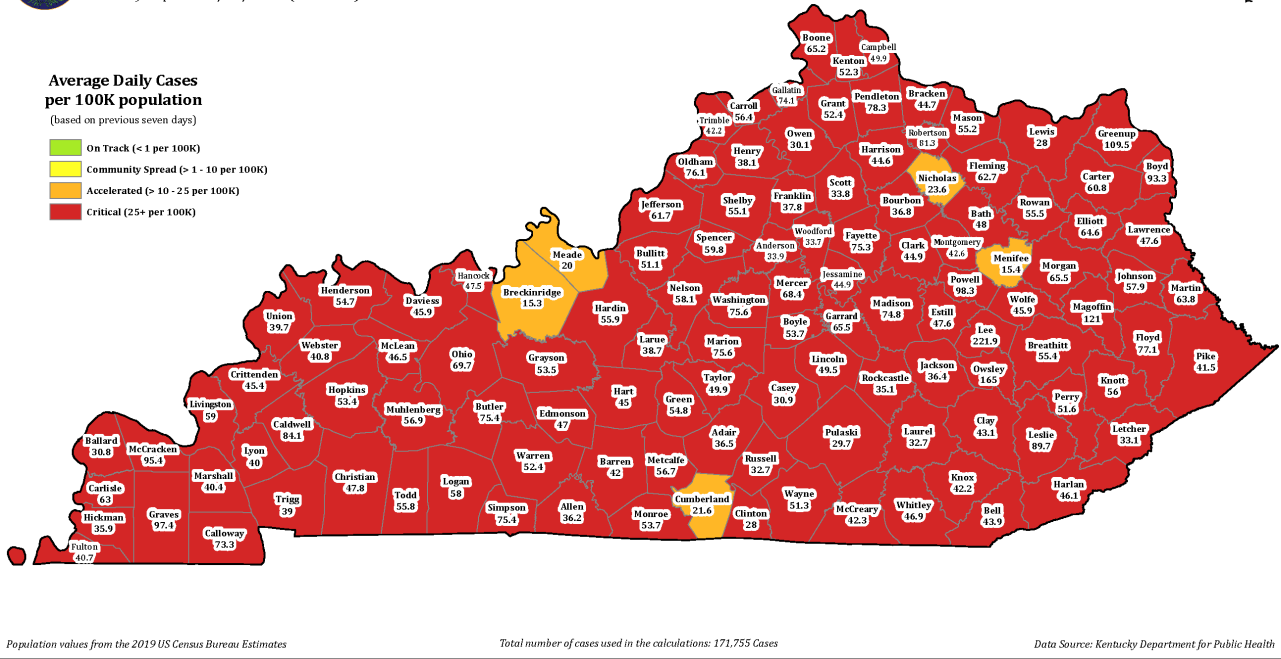 Average Daily Cases
per 100K population
(based on previous seven days)
On Track (< 1 per 100K)
Community Spread (> 1 - 10 per 100K)
Accelerated (> 10 - 25 per 100K)
Critical (25+ per 100K)
Boone
65.2
Kenton
52.3
Campbell
49.9
Gallatin
74.1
Carroll
56.4
Trimble
42.2
Grant
52.4
Pendleton
78.3
Bracken
44.7
Mason
55.2
Robertson
81.3
Lewis
28
Greenup
109.5
Boyd
93.3
Owen
30.1
Henry
38.1
Oldham
76.1
Harrison
44.6
Nicholas
23.6
Fleming
62.7
Carter
60.8
Jefferson
61.7
Shelby
55.1
Franklin
37.8
Scott
33.8
Bourbon
36.8
Bath
48
Rowan
55.5
Elliott
64.6
Lawrence
47.6
Spencer
59.8
Anderson
33.9
Woodford
33.7
Fayette
75.3
Clark
44.9
Montgomery
42.6
Menifee
15.4
Morgan
65.5
Johnson
57.9
Martin
63.8
Bullitt
51.1
Meade
20
Hancock
47.5
Breckinridge
15.3
Henderson
54.7
Daviess
45.9
Union
39.7
Hardin
55.9
Nelson
58.1
Washington
75.6
Mercer
68.4
Jessamine
44.9
Garrard
65.5
Madison
74.8
Powell
98.3
Estill
47.6
Wolfe
45.9
Magoffin
121
Floyd
77.1
Pike
41.5
Webster
40.8
McLean
46.5
Ohio
69.7
Grayson
53.5
Larue
38.7
Marion
75.6
Boyle
53.7
Lincoln
49.5
Rockcastle
35.1
Jackson
36.4
Lee
221.9
Owsley
165
Breathitt
55.4
Knott
56
Perry
51.6
Letcher
33.1
Crittenden
45.4
Livingston
59
Hopkins
53.4
Muhlenberg
56.9
Butler
75.4
Edmonson
47
Hart
45
Green
54.8
Taylor
49.9
Casey
30.9
Pulaski
29.7
Laurel
32.7
Clay
43.1
Leslie
89.7
Caldwell
84.1
Lyon
40
Ballard
30.8
McCracken
95.4
Marshall
40.4
Carlisle
63
Hickman
35.9
Graves
97.4
Calloway
73.3
Fulton
40.7
Trigg
39
Christian
47.8
Todd
55.8
Logan
58
Warren
52.4
Simpson
75.4
Allen
36.2
Barren
42
Metcalfe
56.7
Adair
36.5
Russell
32.7
Monroe
53.7
Cumberland
21.6
Clinton
28
Wayne
51.3
McCreary
42.3
Whitley
46.9
Knox
42.2
Bell
43.9
Harlan
46.1
Population values from the 2019 US Census Bureau Estimates
Total number of cases used in the calculations: 171,755 Cases
Data Source: Kentucky Department for Public Health